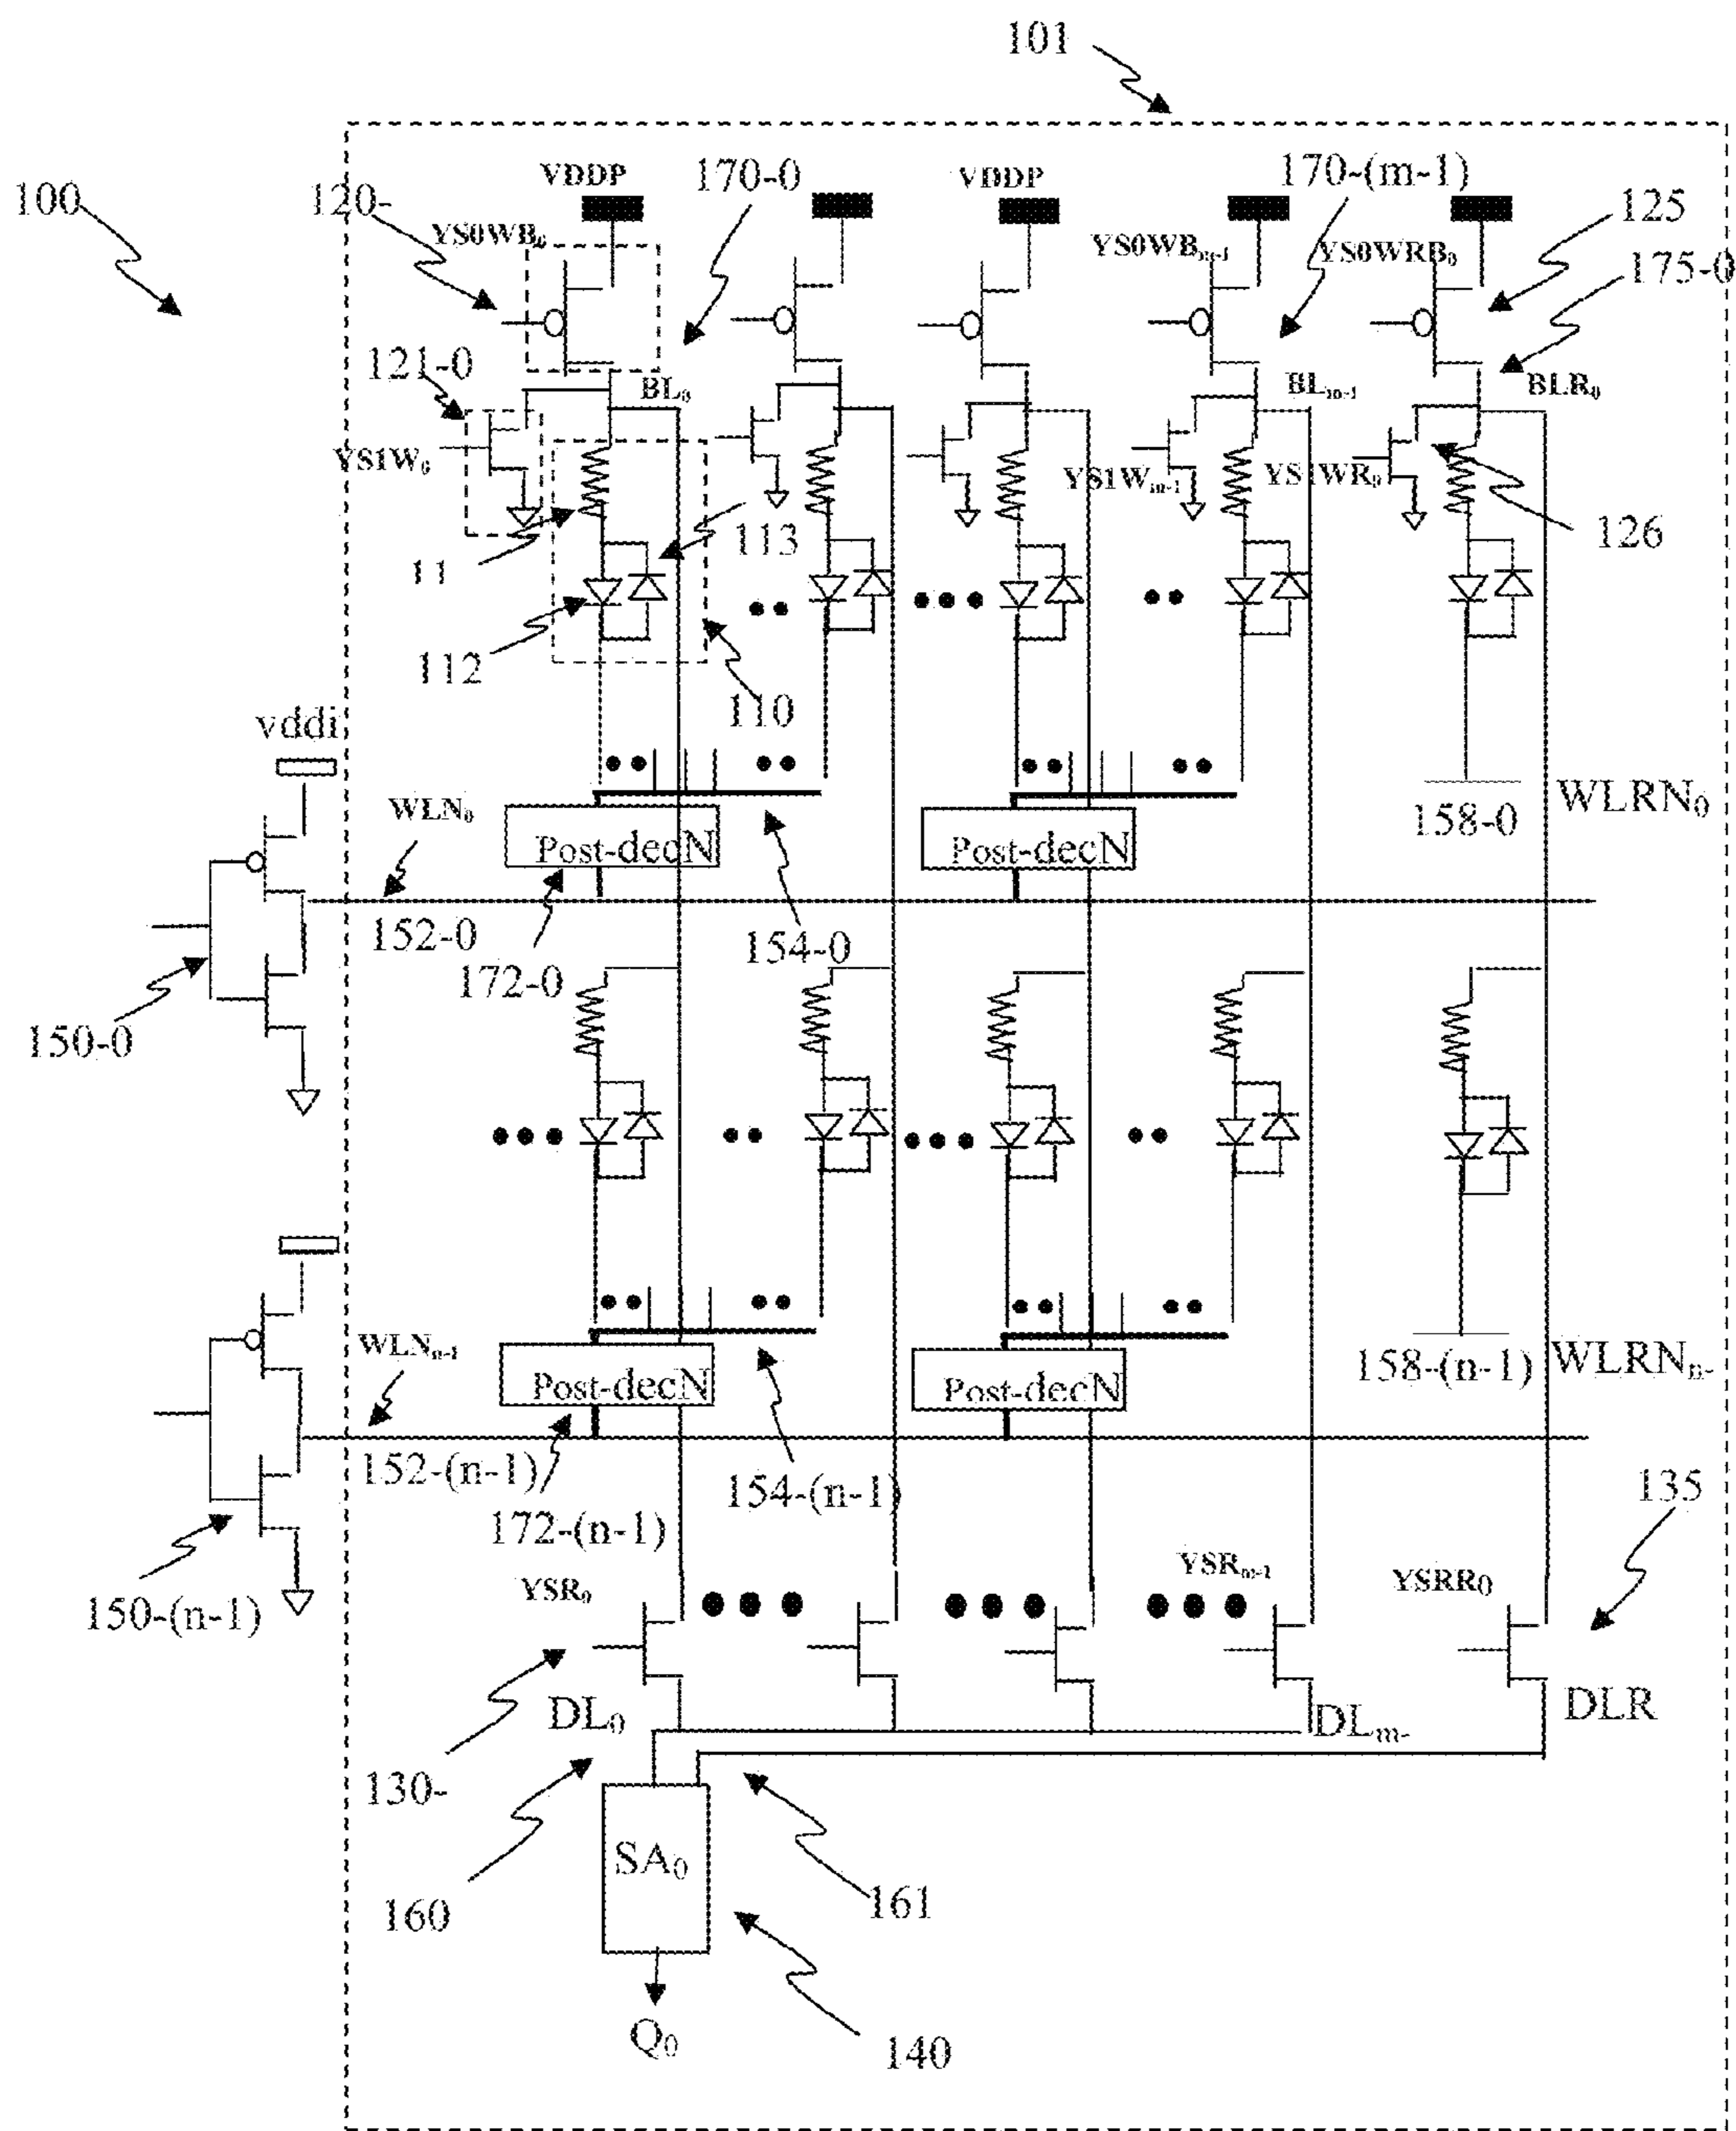 101
100
120-
VDDP
170-0
VDDP
170-(m-1)
125
YS0WB₀
YS0WBₘ₋₁
YS0WRB₀
175-0
121-0
BL₀
BLₘ₋₁
BLR₀
YS1W₀
YS1Wₘ₋₁
YS1WR₀
11
113
126
112
110
vddi
WLN₀
Post-decN
Post-decN
158-0
WLRN₀
152-0
172-0
154-0
150-0
WLNₙ₋₁
Post-decN
Post-decN
158-(n-1)
WLRNₙ₋
152-(n-1)
172-(n-1)
154-(n-1)
135
150-(n-1)
YSR₀
YSRₘ₋₁
YSRR0
DL₀
DLₘ₋
DLR
130-
160
SA₀
161
Q₀
140